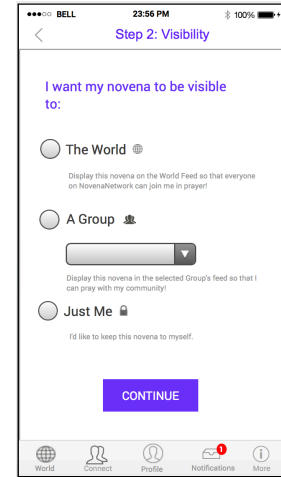 BELL 23:56 PM 100%
Step 2: Visibility
I want my novena to be visible
to:
The World
Display this novena on the World Feed so that everyone
on NovenaNetwork can join me in prayer!
A Group
Display this novena in the selected Group's feed so that I
can pray with my community!
Just Me
I'd like to keep this novena to myself.
CONTINUE
1
World Connect Profile Notifications More